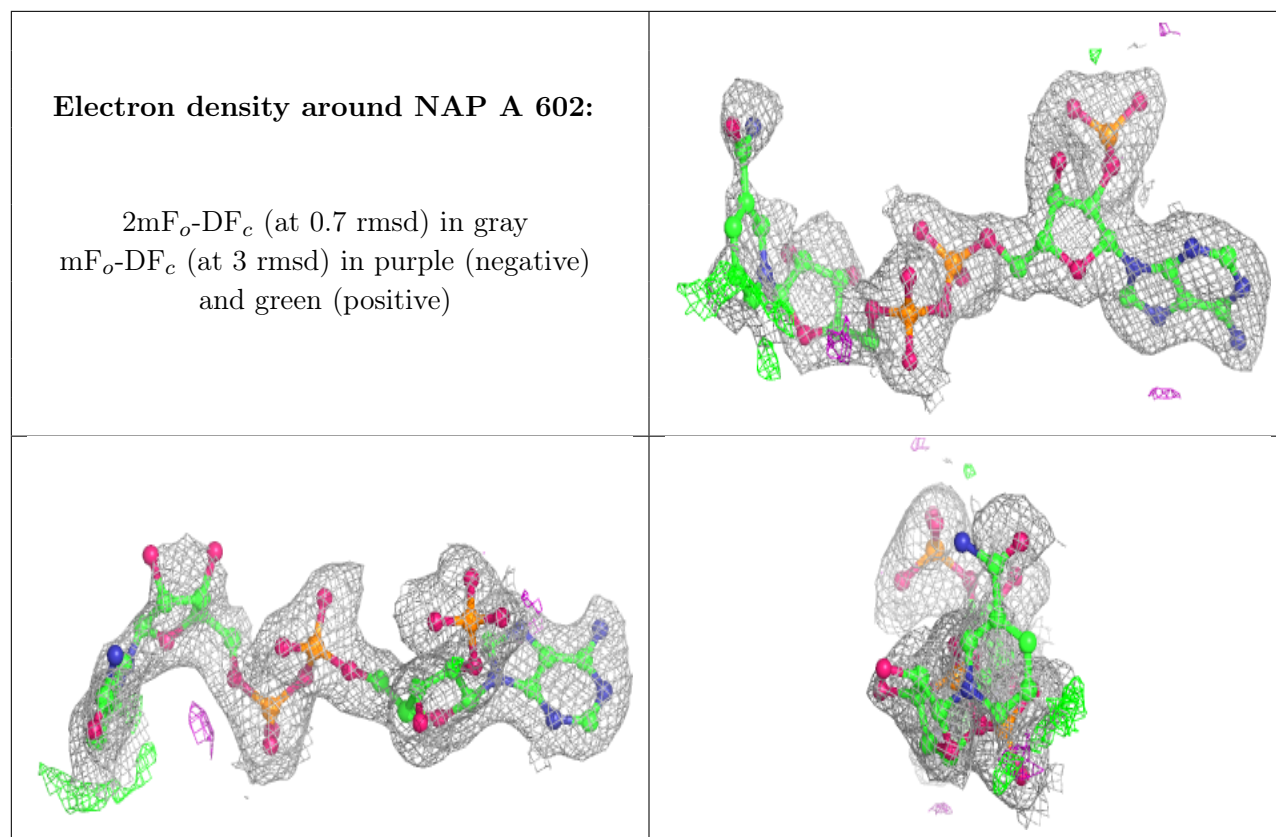 Electron density around NAP A 602:
2mFo-DFc (at 0.7 rmsd) in gray
mFo-DFc (at 3 rmsd) in purple (negative)
and green (positive)